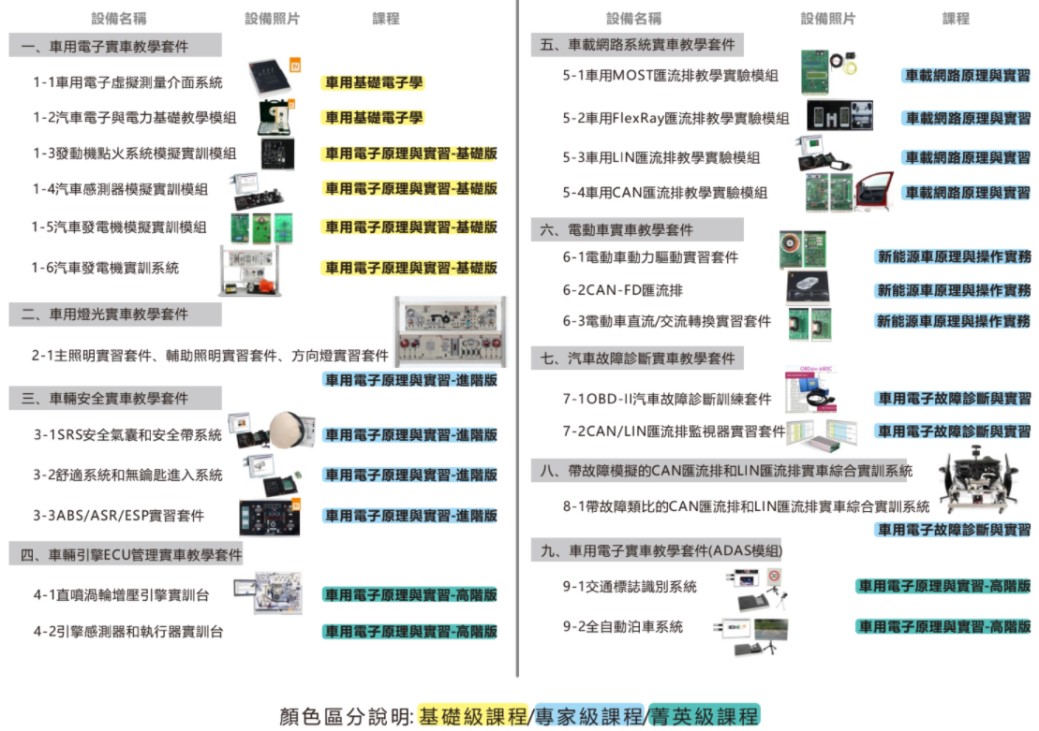 設備名稱 設備照片 課程
一、車用電子實車教學套件
1-1車用電子虛擬測量介面系統 車用基礎電子學
1-2汽車電子與電力基礎教學模組 車用基礎電子學
1-3發動機點火系統模擬實訓模組 車用電子原理與實習-基礎版
1-4汽車感測器模擬實訓模組 車用電子原理與實習-基礎版
1-5汽車發電機模擬實訓模組 車用電子原理與實習-基礎版
1-6汽車發電機實訓系統 車用電子原理與實習-基礎版
二、車用燈光實車教學套件
2-1主照明實習套件、輔助照明實習套件、方向燈實習套件
車用電子原理與實習-進階版
三、車輛安全實車教學套件
3-1SRS安全氣囊和安全帶系統 車用電子原理與實習-進階版
3-2舒適系統和無鑰匙進入系統 車用電子原理與實習-進階版
3-3ABS/ASR/ESP實習套件 車用電子原理與實習-進階版
四、車輛引擎ECU管理實車教學套件
4-1直噴渦輪增壓引擎實訓台 車用電子原理與實習-高階版
4-2引擎感測器和執行器實訓台 車用電子原理與實習-高階版
設備名稱 設備照片 課程
五、車載網路系統實車教學套件
5-1車用MOST匯流排教學實驗模組 車載網路原理與實習
5-2車用FlexRay匯流排教學實驗模組 車載網路原理與實習
5-3車用LIN匯流排教學實驗模組 車載網路原理與實習
5-4車用CAN匯流排教學實驗模組 車載網路原理與實習
六、電動車實車教學套件
6-1電動車動力驅動實習套件 新能源車原理與操作實務
6-2CAN-FD匯流排 新能源車原理與操作實務
6-3電動車直流/交流轉換實習套件 新能源車原理與操作實務
七、汽車故障診斷實車教學套件
7-1OBD-II汽車故障診斷訓練套件 車用電子故障診斷與實習
7-2CAN/LIN匯流排監視器實習套件 車用電子故障診斷與實習
八、帶故障模擬的CAN匯流排和LIN匯流排實車綜合實訓系統
8-1帶故障類比的CAN匯流排和LIN匯流排實車綜合實訓系統
車用電子故障診斷與實習
九、車用電子實車教學套件(ADAS模組)
9-1交通標誌識別系統 車用電子原理與實習-高階版
9-2全自動泊車系統 車用電子原理與實習-高階版
顏色區分說明:基礎級課程/專家級課程/菁英級課程